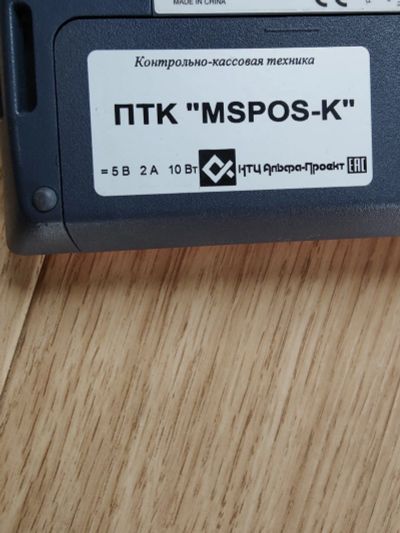 MADE IN CHINA
Контрольно-кассовая техника
ПТК "MSPOS-K"
= 5 В 2 А 10 Вт НТЦ Альфа-Проект EAC